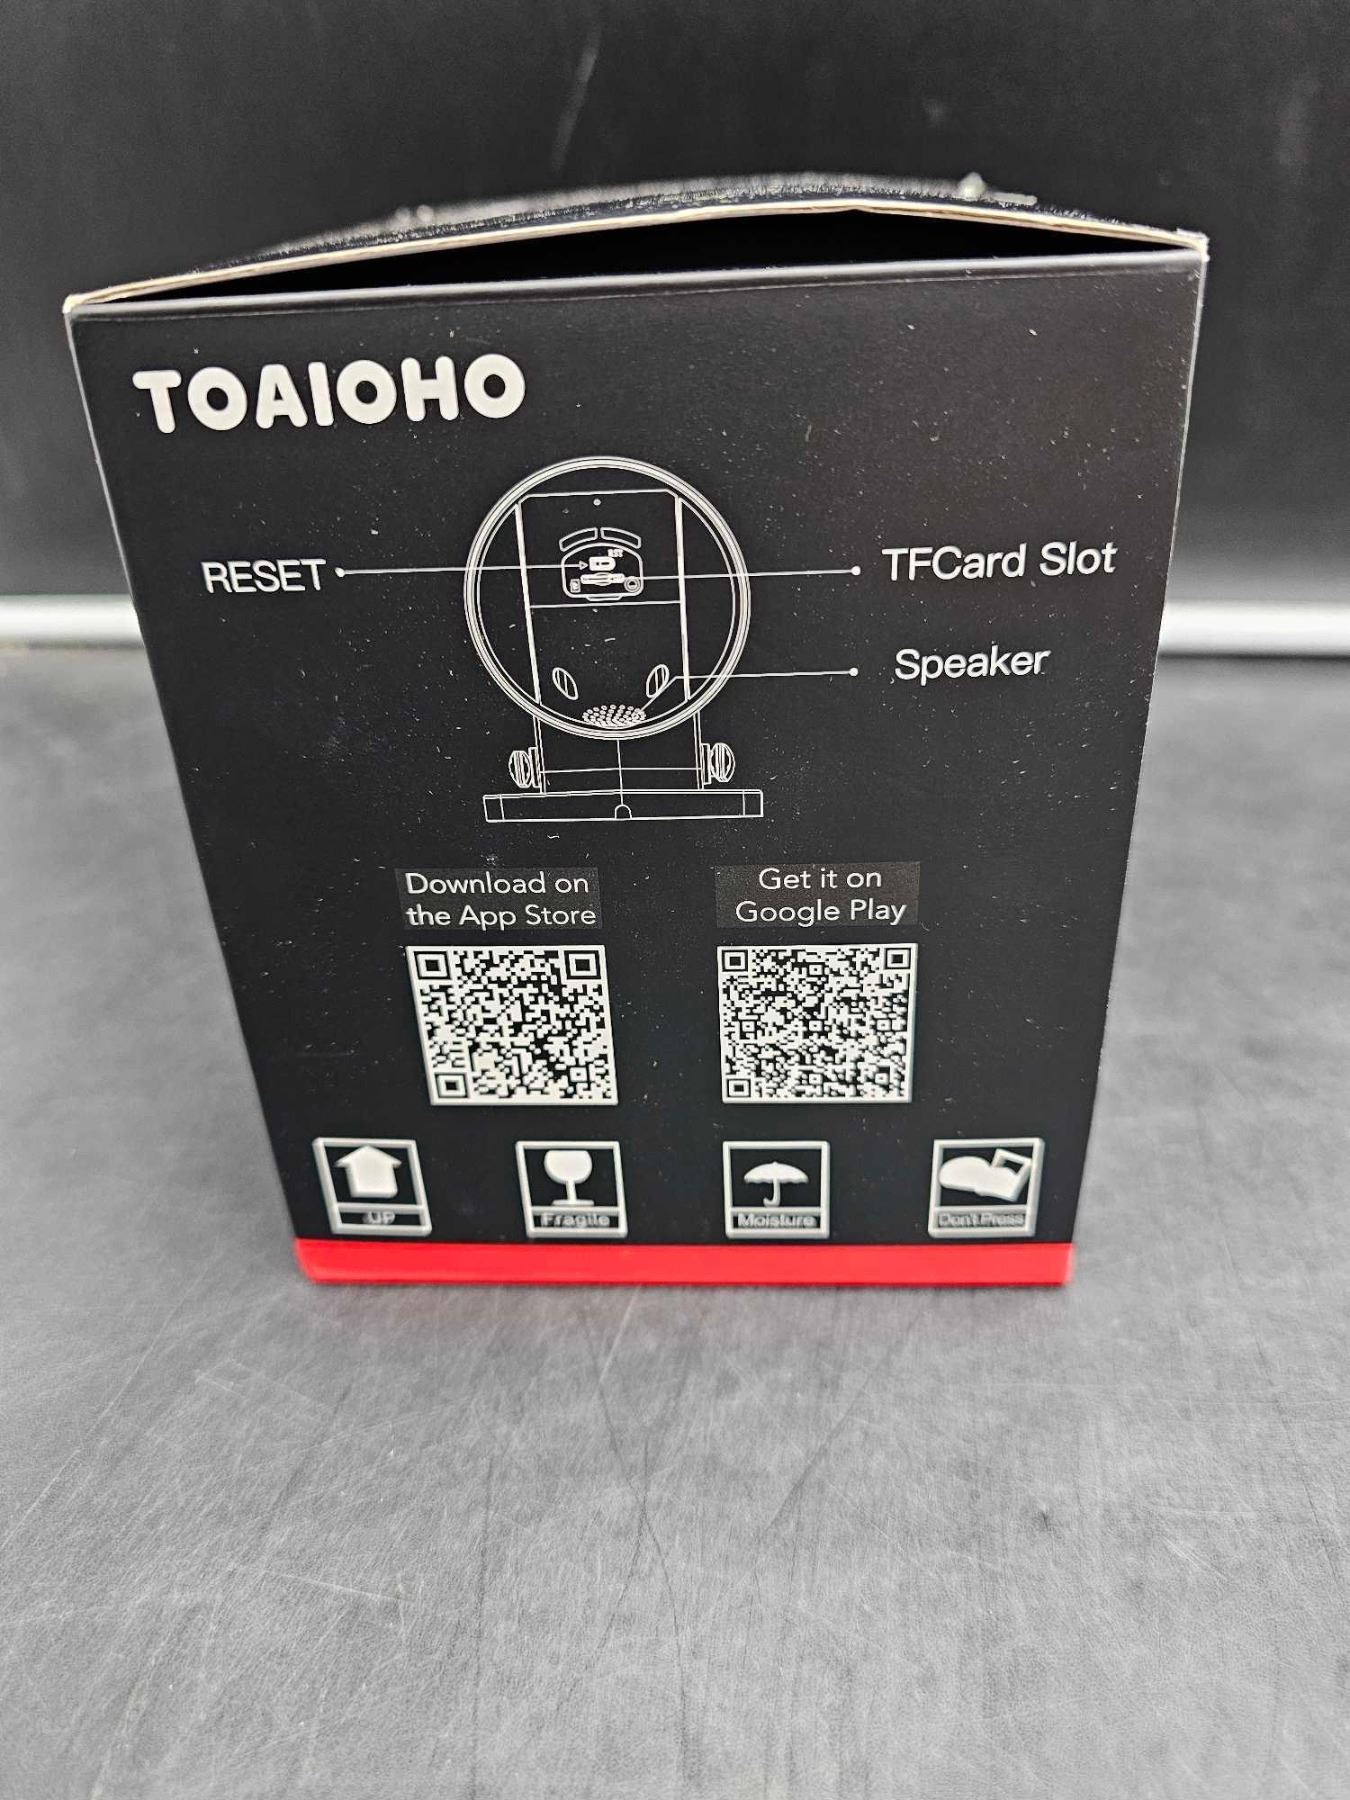 TOAIOHO
RESET
RST
TFCard Slot
Speaker
Download on
the App Store
Get it on
Google Play
UP
Fragile
Moisture
Don't Press